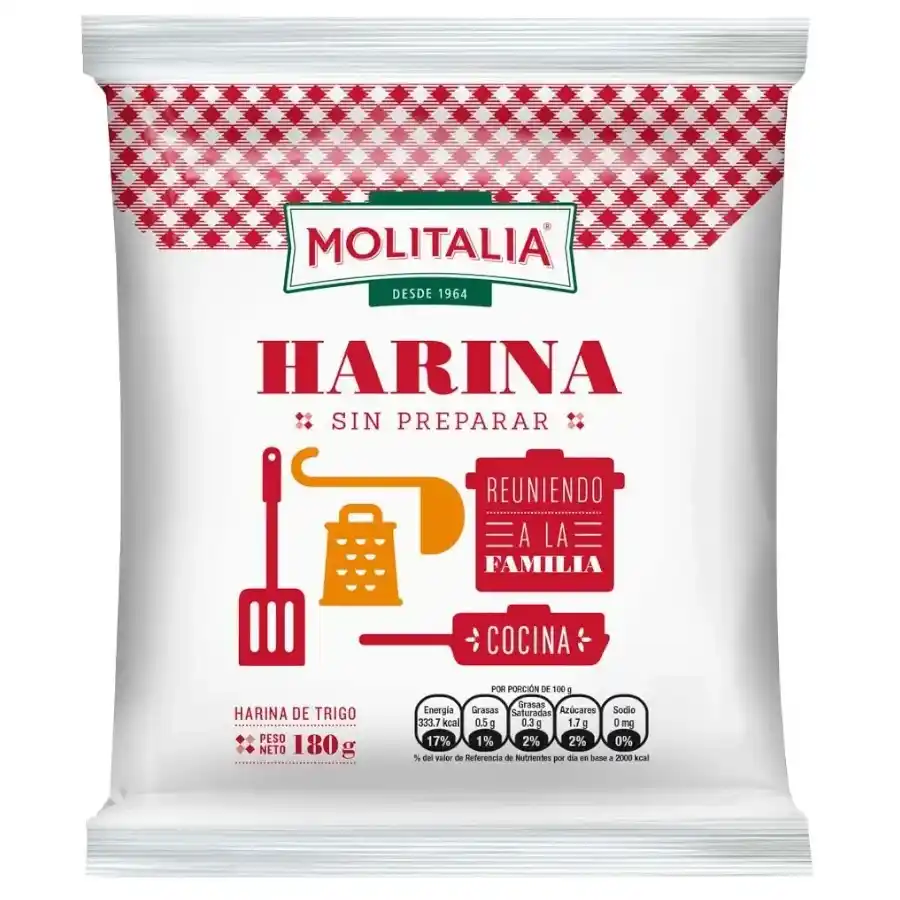 MOLITALIA®
DESDE 1964
HARINA
SIN PREPARAR
REUNIENDO
A LA
FAMILIA
COCINA
HARINA DE TRIGO
PESO NETO 180 g
POR PORCIÓN DE 100 g
Energía 333.7 kcal 17%
Grasas 0.5 g 1%
Grasas Saturadas 0.3 g 2%
Azúcares 1.7 g 2%
Sodio 0 mg 0%
% del valor de Referencia de Nutrientes por día en base a 2000 kcal